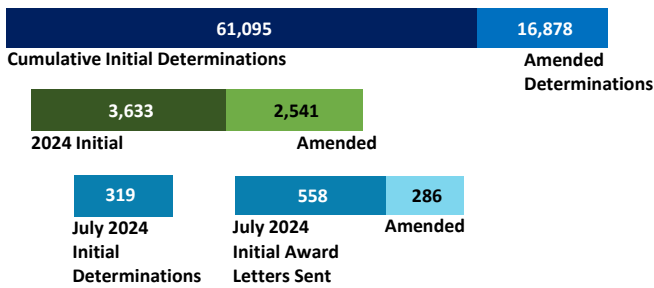 61,095 16,878
Cumulative Initial Determinations Amended
Determinations
3,633 2,541
2024 Initial Amended
319 558 286
July 2024 July 2024 Amended
Initial Initial Award
Determinations Letters Sent